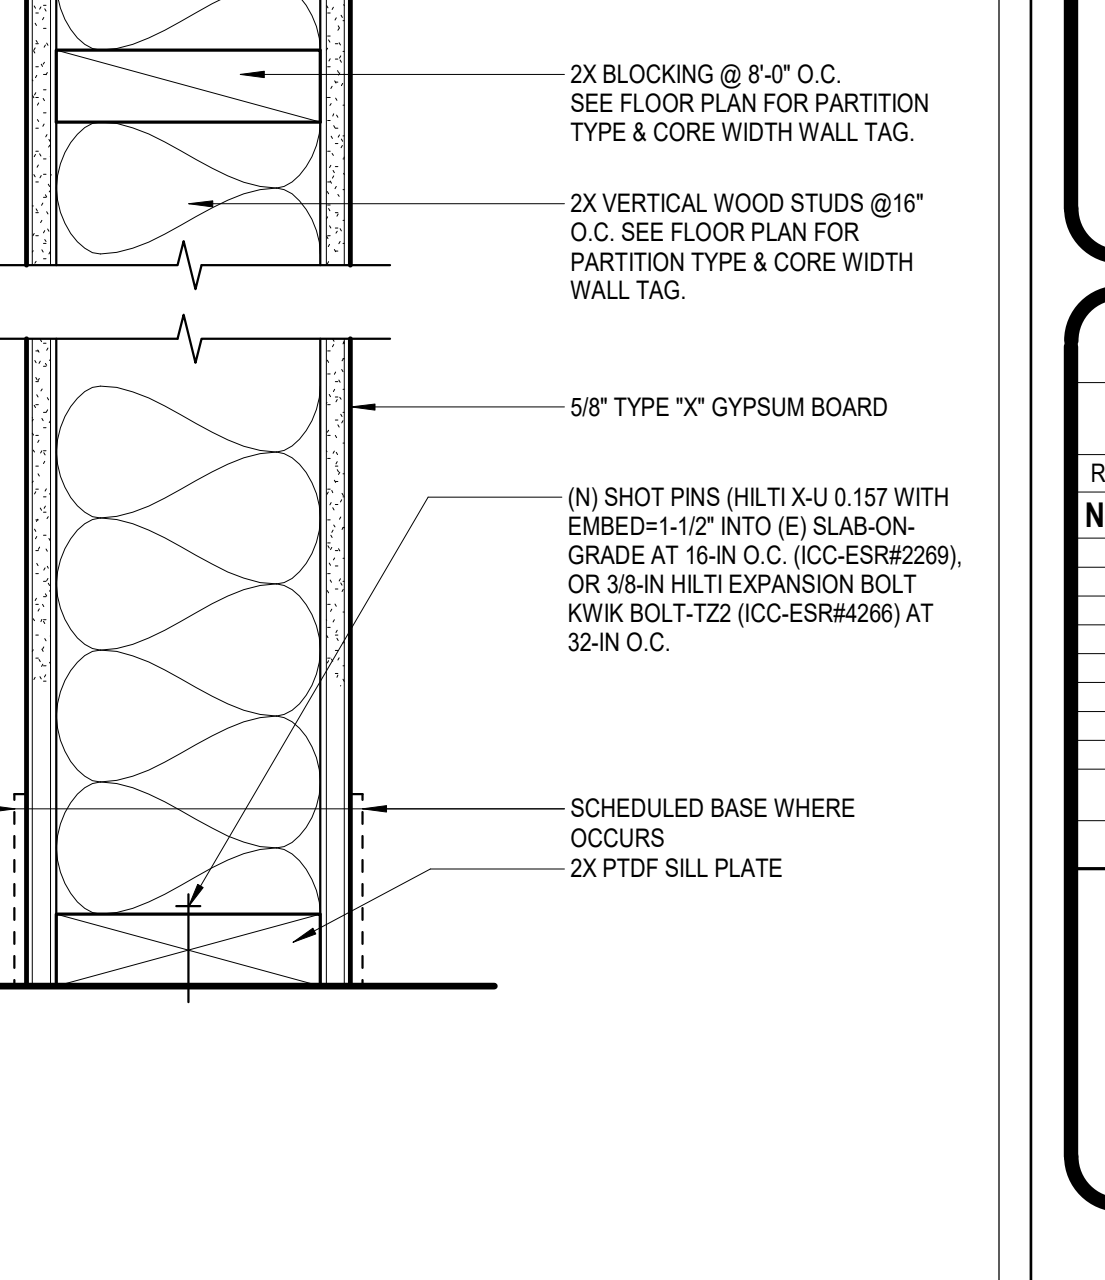 2X BLOCKING @ 8'-0" O.C.
SEE FLOOR PLAN FOR PARTITION
TYPE & CORE WIDTH WALL TAG.
2X VERTICAL WOOD STUDS @16"
O.C. SEE FLOOR PLAN FOR
PARTITION TYPE & CORE WIDTH
WALL TAG.
5/8" TYPE "X" GYPSUM BOARD
R
N
(N) SHOT PINS (HILTI X-U 0.157 WITH
EMBED=1-1/2" INTO (E) SLAB-ON-
GRADE AT 16-IN O.C. (ICC-ESR#2269),
OR 3/8-IN HILTI EXPANSION BOLT
KWIK BOLT-TZ2 (ICC-ESR#4266) AT
32-IN O.C.
SCHEDULED BASE WHERE
OCCURS
2X PTDF SILL PLATE